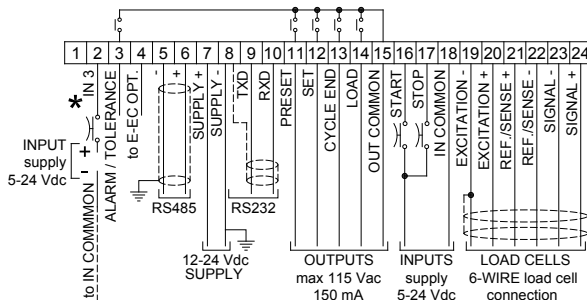 1 2 3 4 5 6 7 8 9 10 11 12 13 14 15 16 17 18 19 20 21 22 23 24
*
IN 3
ALARM / TOLERANCE
to E-EC OPT.
-
+
SUPPLY +
SUPPLY -
TXD
RXD
PRESET
SET
CYCLE END
LOAD
OUT COMMON
START
STOP
IN COMMON
EXCITATION -
EXCITATION +
REF./SENSE +
REF./SENSE -
SIGNAL -
SIGNAL +
INPUT
supply
5-24 Vdc
+
-
to IN COMMMON
RS485
RS232
12-24 Vdc
SUPPLY
OUTPUTS
max 115 Vac
150 mA
INPUTS
supply
5-24 Vdc
LOAD CELLS
6-WIRE load cell
connection